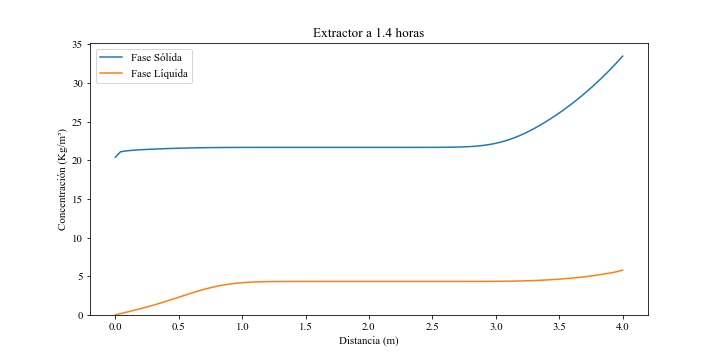 Extractor a 1.4 horas
Fase Sólida
Fase Líquida
Concentración (Kg/m³)
35
30
25
20
15
10
5
0
0.0 0.5 1.0 1.5 2.0 2.5 3.0 3.5 4.0
Distancia (m)